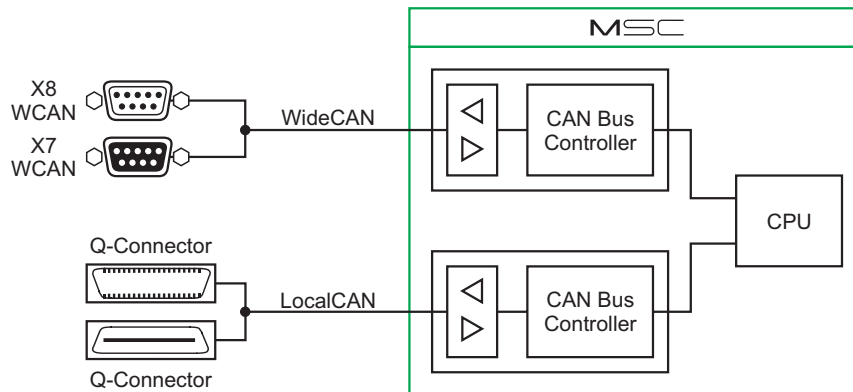 MSC
X8
WCAN
X7
WCAN
WideCAN
CAN Bus
Controller
CPU
Q-Connector
LocalCAN
CAN Bus
Controller
Q-Connector